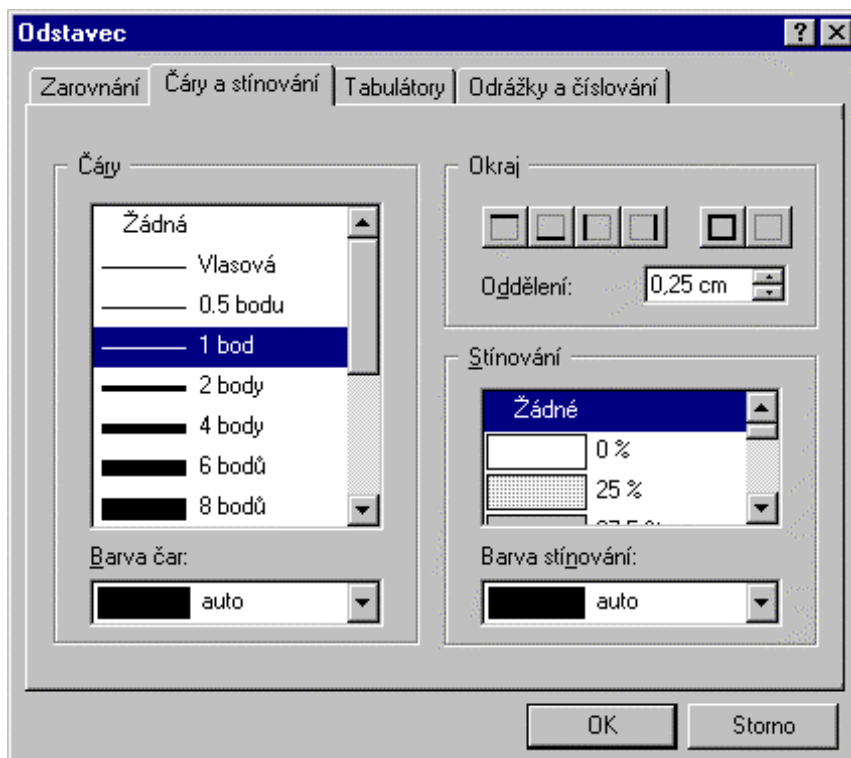 Odstavec
Zarovnání
Čáry a stínování
Tabulátory
Odrážky a číslování
Čáry
Žádná
Vlasová
0.5 bodu
1 bod
2 body
4 body
6 bodů
8 bodů
Barva čar:
auto
Okraj
Oddělení:
0,25 cm
Stínování
Žádné
0 %
25 %
Barva stínování:
auto
OK
Storno